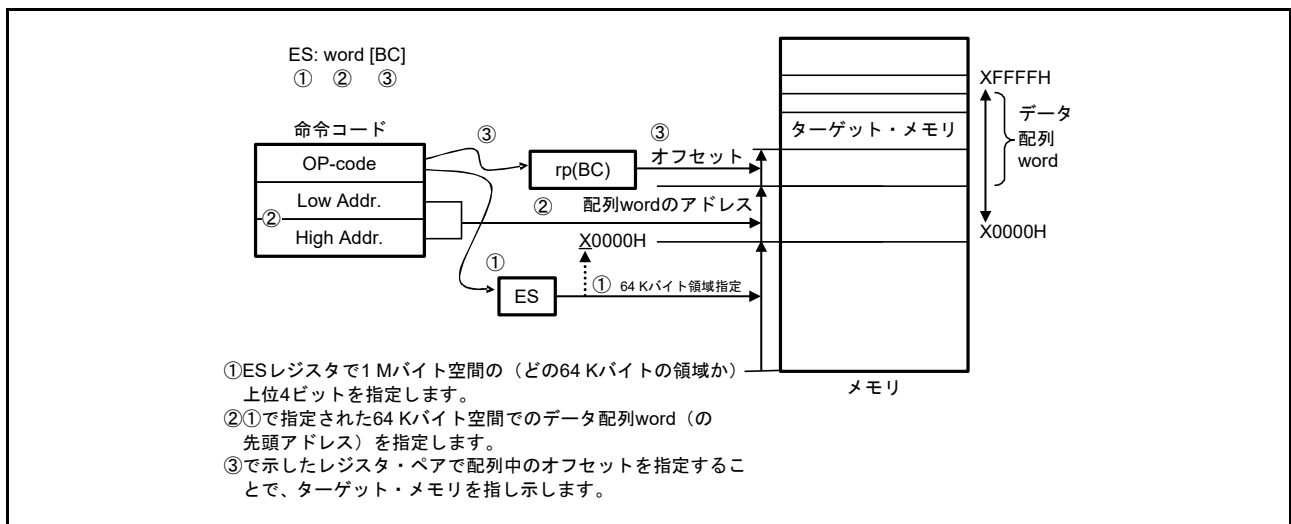 ES: word [BC]
① ② ③
命令コード
OP-code
Low Addr.
②
High Addr.
③
rp(BC)
③
オフセット
②
配列wordのアドレス
X0000H
①
ES
① 64 Kバイト領域指定
ターゲット・メモリ
メモリ
XFFFFH
データ
配列
word
X0000H
①ESレジスタで1 Mバイト空間の（どの64 Kバイトの領域か）
上位4ビットを指定します。
②①で指定された64 Kバイト空間でのデータ配列word（の
先頭アドレス）を指定します。
③で示したレジスタ・ペアで配列中のオフセットを指定するこ
とで、ターゲット・メモリを指し示します。